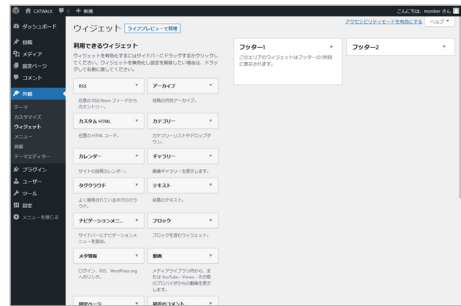 CATWALK 1 + 新規
こんにちは、monker さん
ダッシュボード
投稿
メディア
固定ページ
コメント
外観
テーマ
カスタマイズ
ウィジェット
メニュー
背景
テーマエディター
プラグイン
ユーザー
ツール
設定
メニューを閉じる
アクセシビリティモードを有効にする ヘルプ ▼
ウィジェット ライブプレビューで管理
利用できるウィジェット
ウィジェットを有効化するにはサイ
ドバーにドラッグするかクリックし
てください。ウィジェットを無効化
し設定を削除したい場合は、ドラッ
グして右側に戻してください。
RSS
任意の RSS/Atom フィードから
のエントリー。
アーカイブ
投稿の月別アーカイブ。
カスタム HTML
任意の HTML コード。
カテゴリー
カテゴリーリストやドロップダ
ウン。
カレンダー
サイトの投稿カレンダー。
ギャラリー
画像ギャラリーを表示します。
タグクラウド
よく使用されているタグのクラ
ウド。
テキスト
任意のテキスト。
ナビゲーションメニ...
サイドバーにナビゲーションメ
ニューを追加。
ブロック
ブロックを含むウィジェット。
メタ情報
ログイン、RSS、WordPress.org
へのリンク。
動画
メディアライブラリ内から、ま
たは YouTube・Vimeo・その他
のプロバイダからの動画を表示
します。
固定ページ
最近のコメント
フッター1
このエリアのウィジェットはフッターの1列目
に表示されます。
フッター2